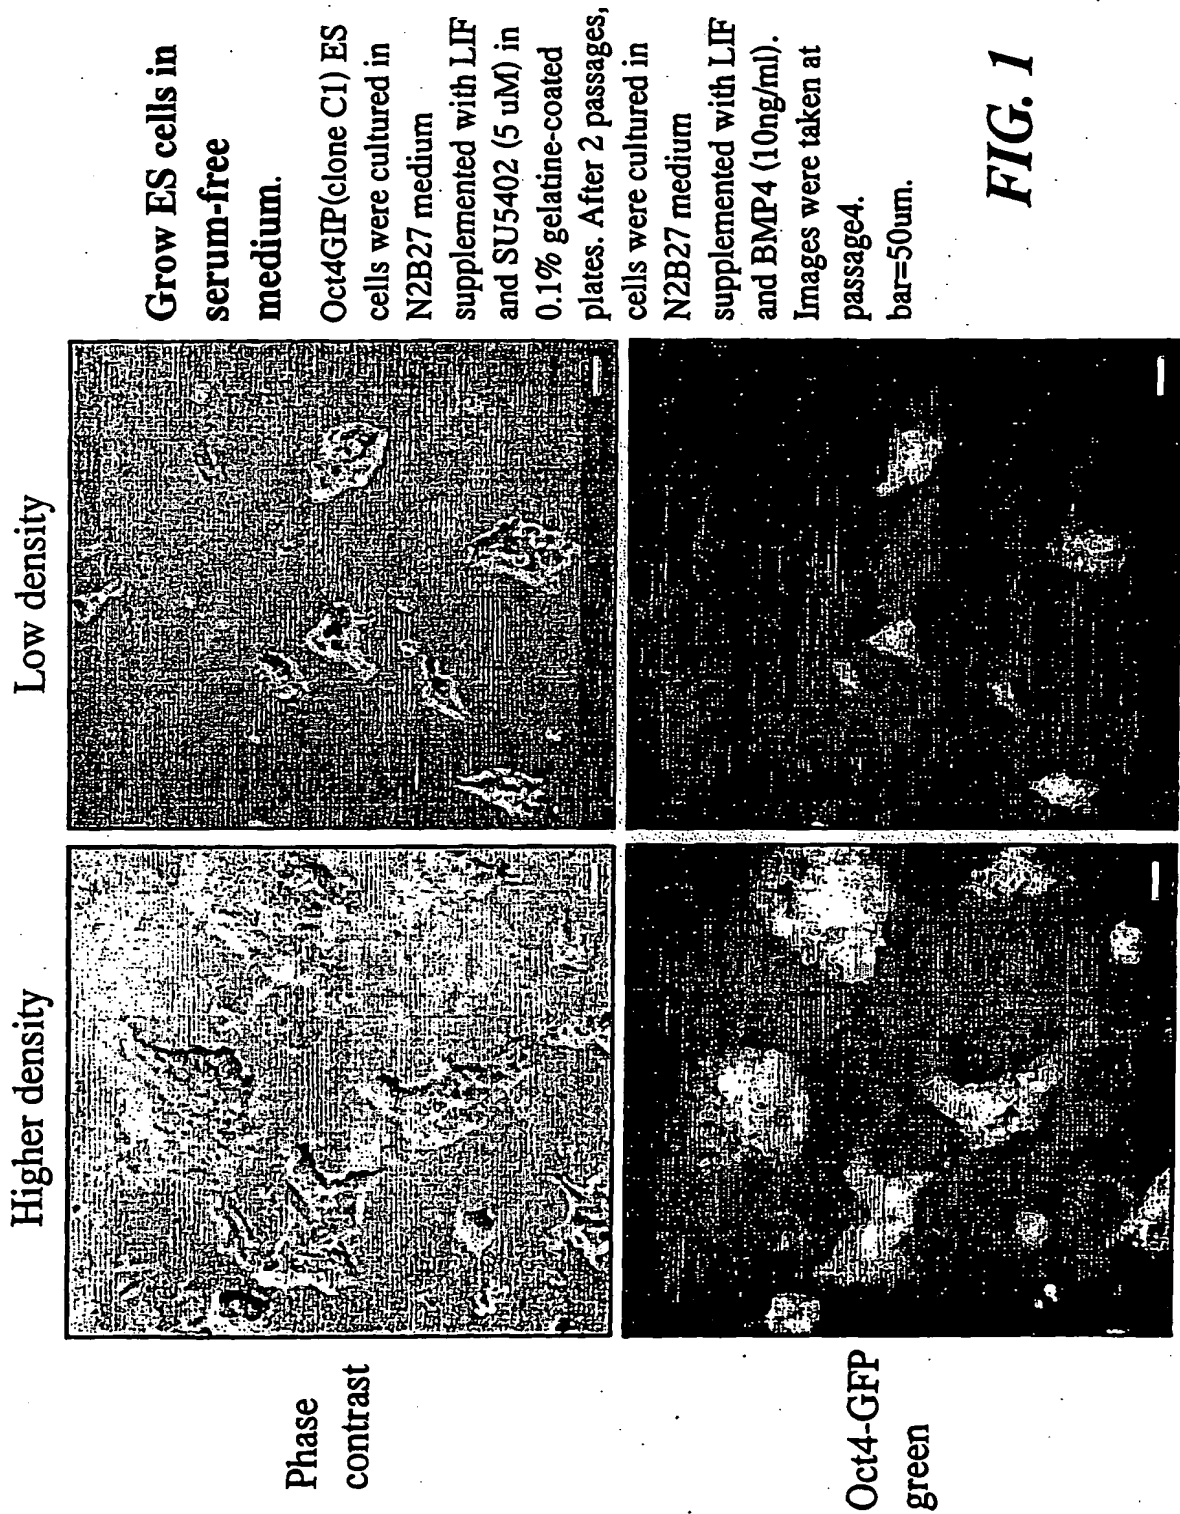 Higher density
Low density
Phase
contrast
Oct4-GFP
green
Grow ES cells in
serum-free
medium.
Oct4GIP(clone C1) ES
cells were cultured in
N2B27 medium
supplemented with LIF
and SU5402 (5 uM) in
0.1% gelatine-coated
plates. After 2 passages,
cells were cultured in
N2B27 medium
supplemented with LIF
and BMP4 (10ng/ml).
Images were taken at
passage4.
bar=50um.
FIG. 1